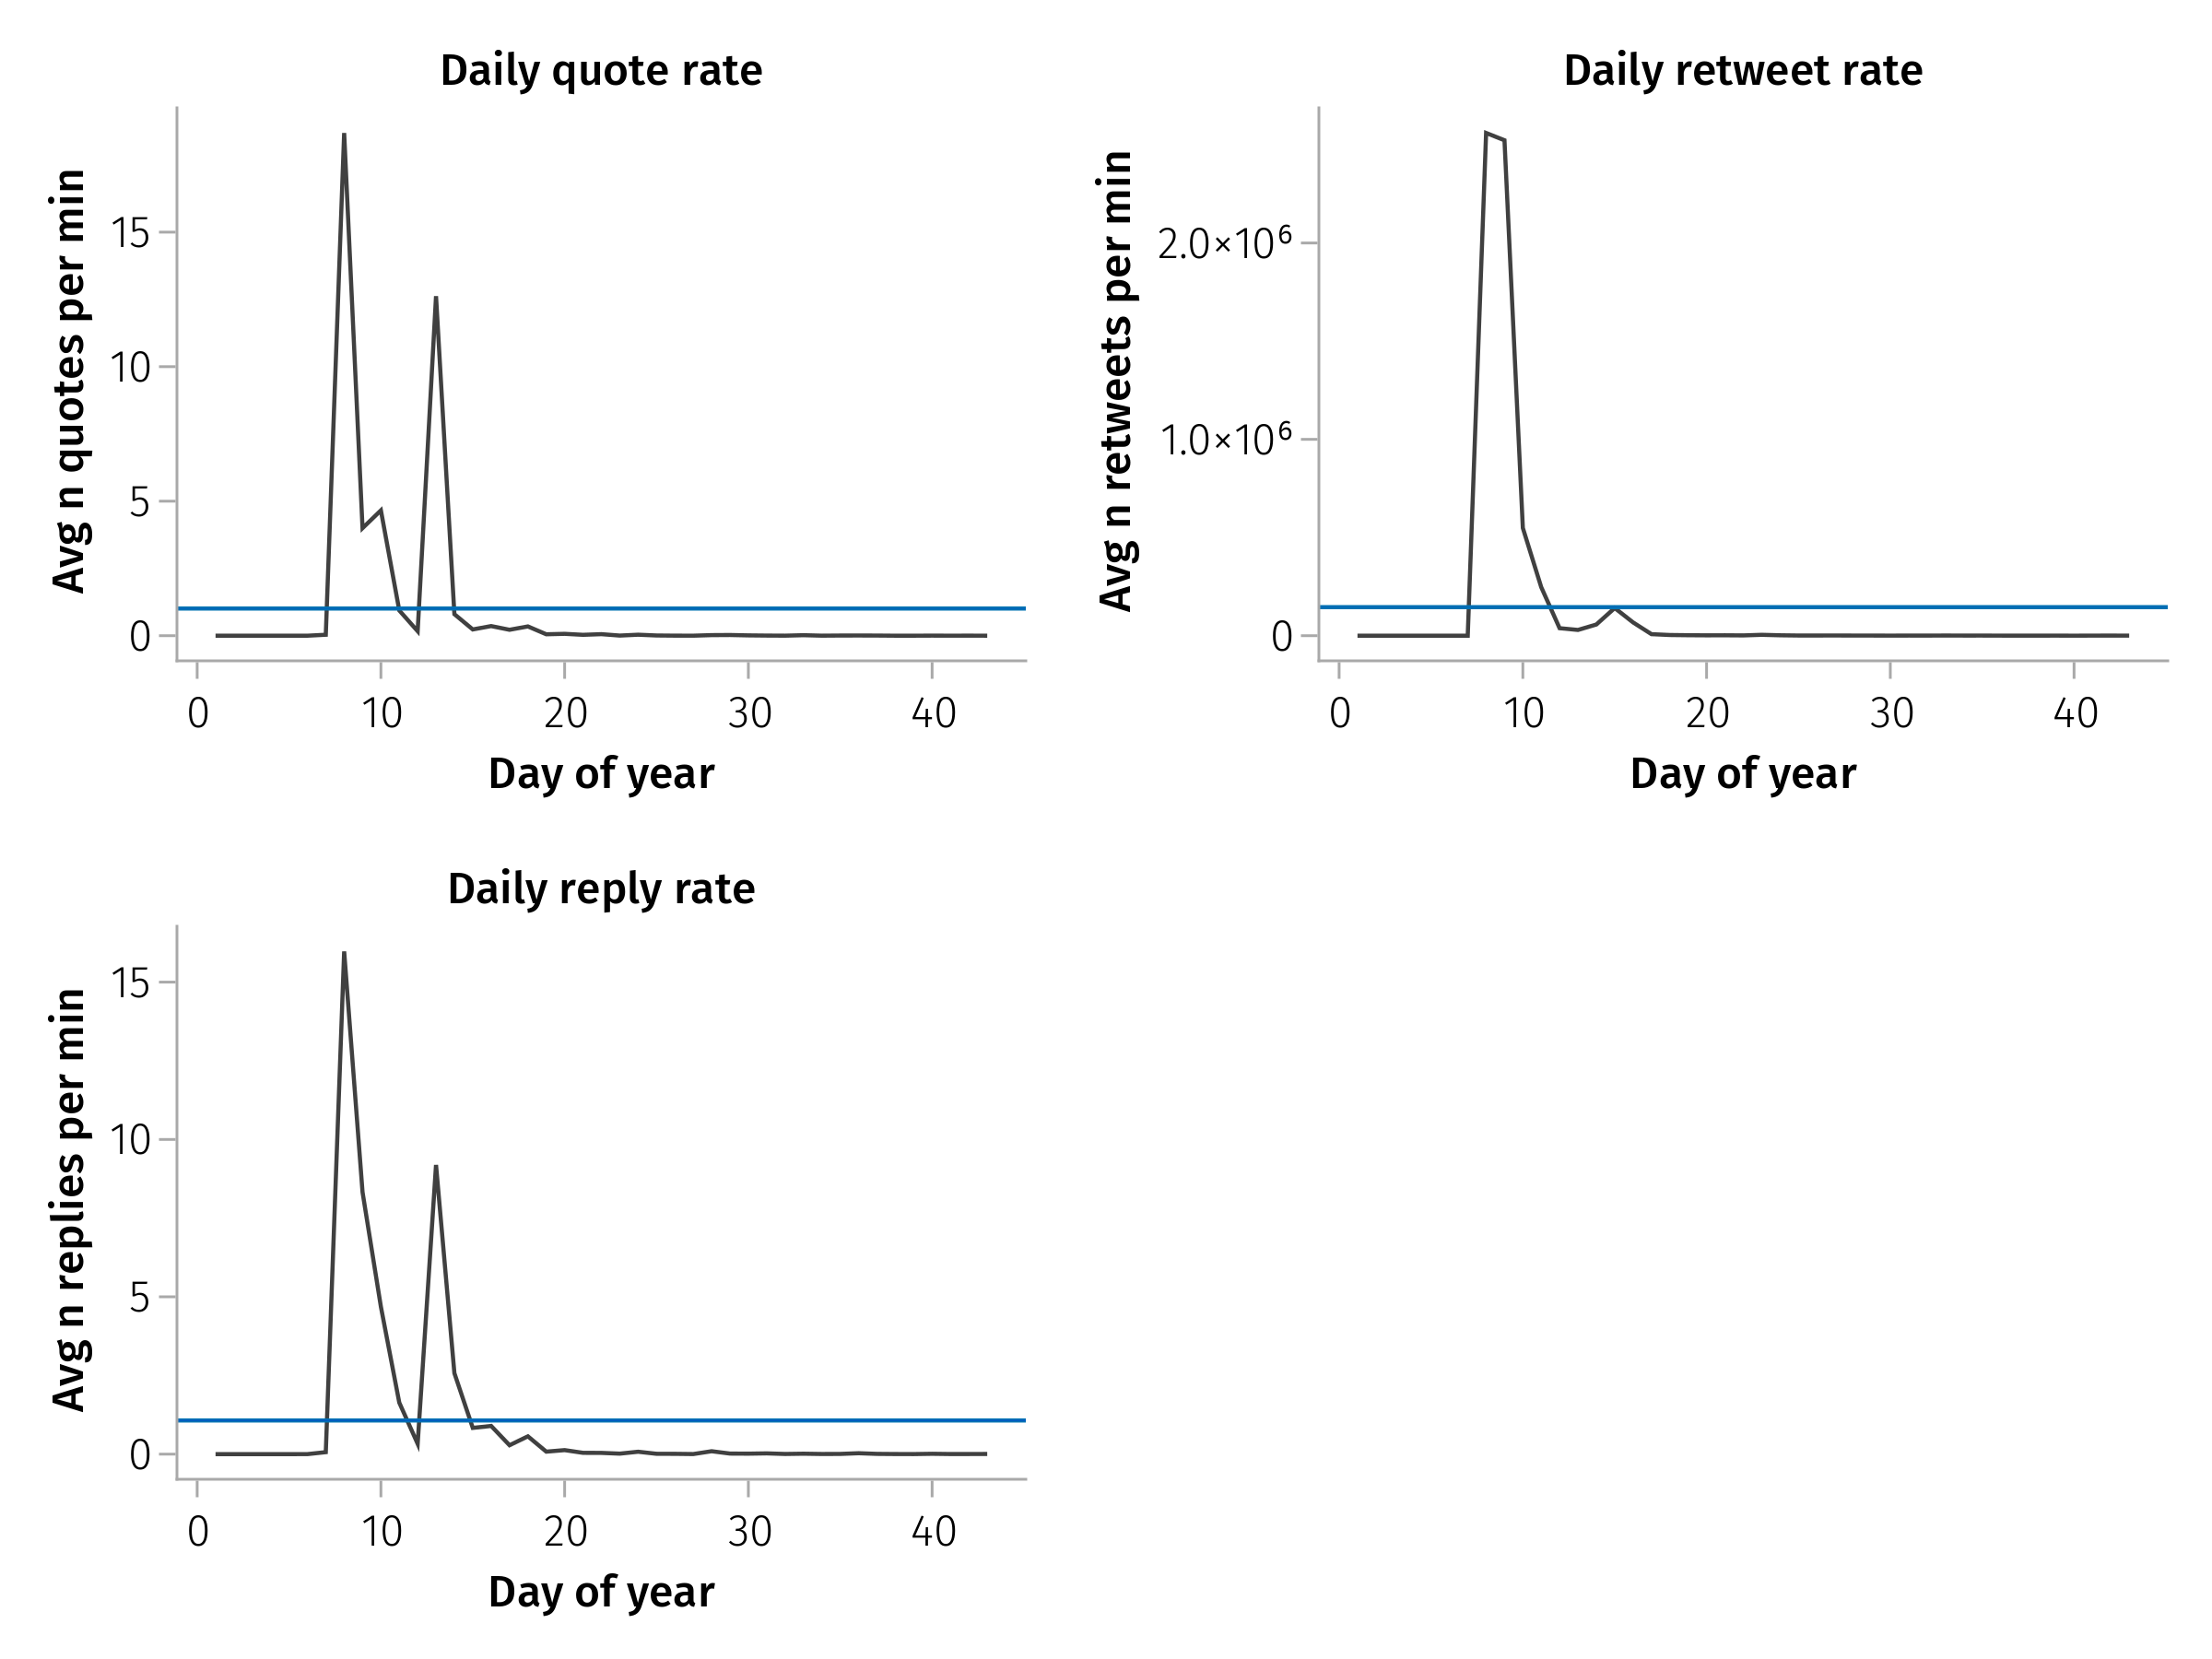 Daily quote rate
Avg n quotes per min
15
10
5
0
0 10 20 30 40
Day of year
Daily retweet rate
Avg n retweets per min
2.0×10⁶
1.0×10⁶
0
0 10 20 30 40
Day of year
Daily reply rate
Avg n replies per min
15
10
5
0
0 10 20 30 40
Day of year